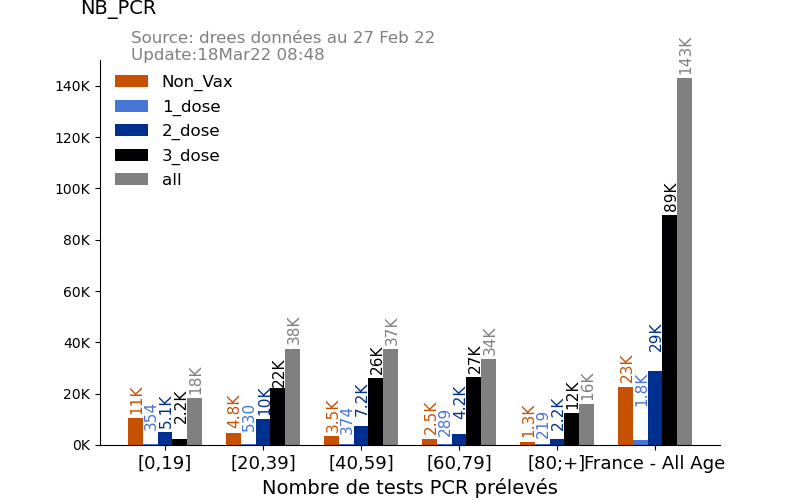 NB_PCR
Source: drees données au 27 Feb 22
Update:18Mar22 08:48
Non_Vax
1_dose
2_dose
3_dose
all
140K
120K
100K
80K
60K
40K
20K
0K
11K
354
5.1K
2.2K
18K
4.8K
530
10K
22K
38K
3.5K
374
7.2K
26K
37K
2.5K
289
4.2K
27K
34K
1.3K
219
2.2K
12K
16K
23K
1.8K
29K
89K
143K
[0,19]
[20,39]
[40,59]
[60,79]
[80;+]
France - All Age
Nombre de tests PCR prélevés